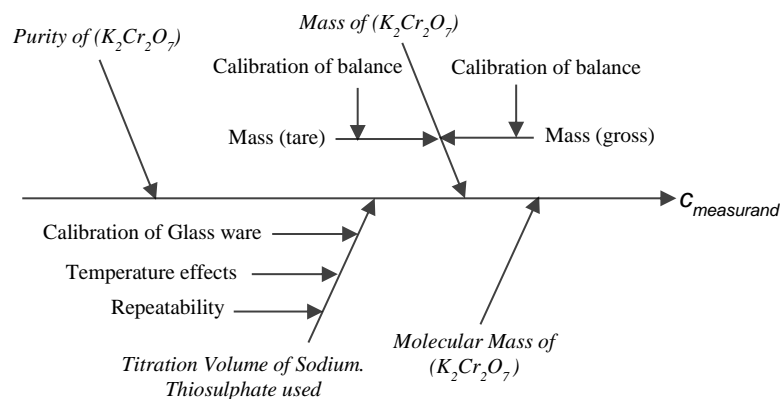 Purity of (K₂Cr₂O₇)
Mass of (K₂Cr₂O₇)
Calibration of balance
Calibration of balance
Mass (tare)
Mass (gross)
c measurand
Calibration of Glass ware
Temperature effects
Repeatability
Titration Volume of Sodium.
Thiosulphate used
Molecular Mass of
(K₂Cr₂O₇)